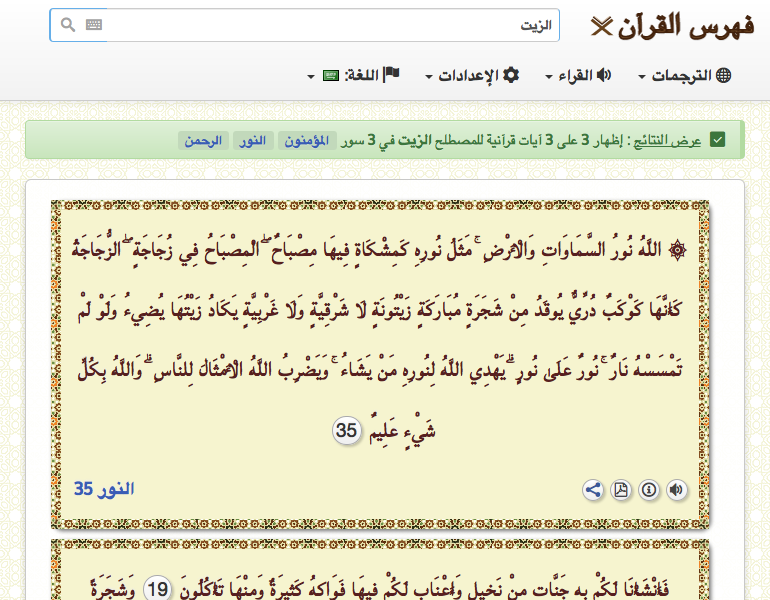 فهرس القرآن
الزيت
الترجمات
القراء
الإعدادات
اللغة:
عرض النتائج : إظهار 3 على 3 آيات قرآنية للمصطلح الزيت في 3 سور المؤمنون النور الرحمن
۞ اللَّهُ نُورُ السَّمَاوَاتِ وَالْأَرْضِ ۚ مَثَلُ نُورِهِ كَمِشْكَاةٍ فِيهَا مِصْبَاحٌ ۖ الْمِصْبَاحُ فِي زُجَاجَةٍ ۖ الزُّجَاجَةُ
كَأَنَّهَا كَوْكَبٌ دُرِّيٌّ يُوقَدُ مِنْ شَجَرَةٍ مُبَارَكَةٍ زَيْتُونَةٍ لَا شَرْقِيَّةٍ وَلَا غَرْبِيَّةٍ يَكَادُ زَيْتُهَا يُضِيءُ وَلَوْ لَمْ
تَمْسَسْهُ نَارٌ ۚ نُورٌ عَلَىٰ نُورٍ ۗ يَهْدِي اللَّهُ لِنُورِهِ مَنْ يَشَاءُ ۚ وَيَضْرِبُ اللَّهُ الْأَمْثَالَ لِلنَّاسِ ۗ وَاللَّهُ بِكُلِّ
شَيْءٍ عَلِيمٌ 35
النور 35
فَأَنْشَأْنَا لَكُمْ بِهِ جَنَّاتٍ مِنْ نَخِيلٍ وَأَعْنَابٍ لَكُمْ فِيهَا فَوَاكِهُ كَثِيرَةٌ وَمِنْهَا تَأْكُلُونَ 19 وَشَجَرَةً